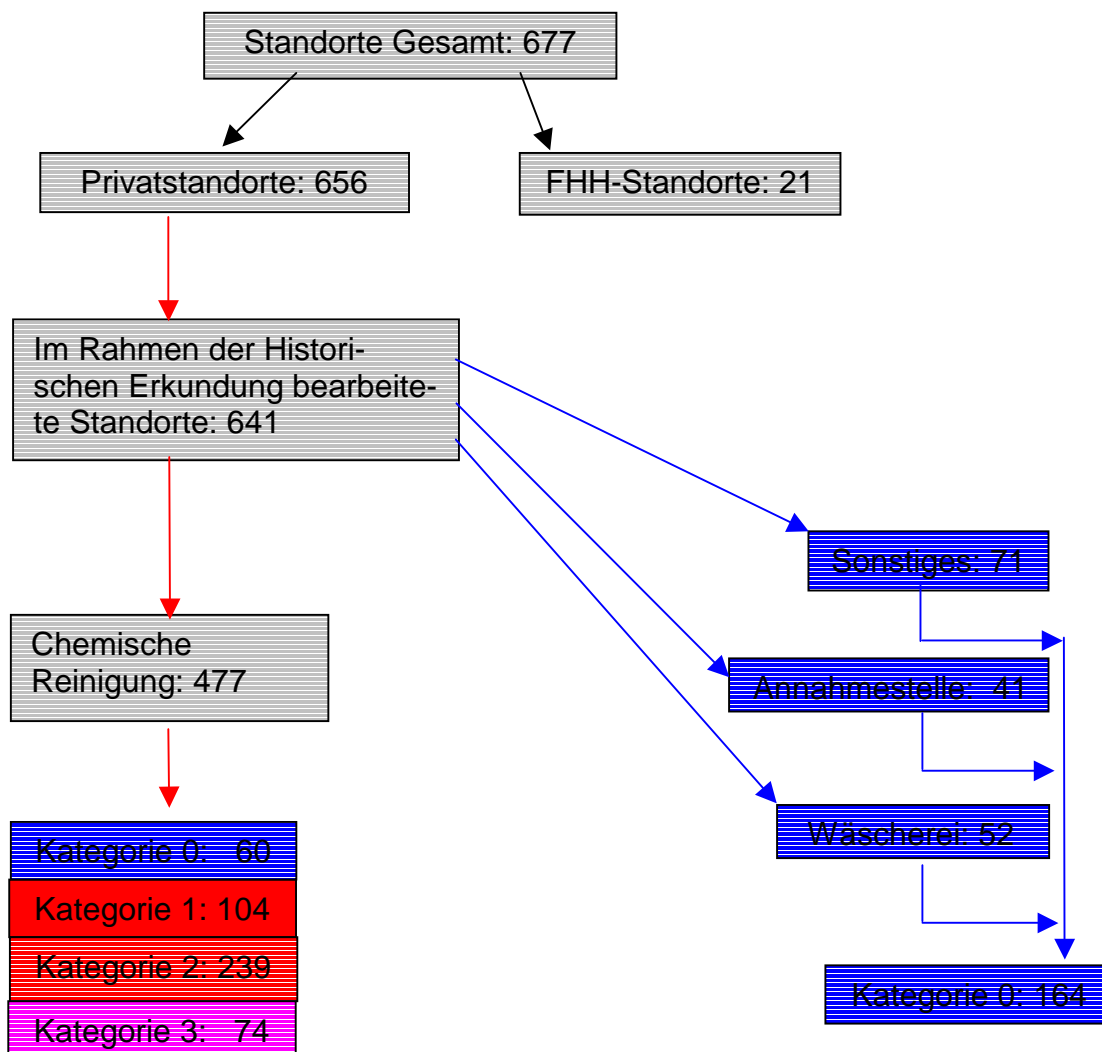 Standorte Gesamt: 677
Privatstandorte: 656
FHH-Standorte: 21
Im Rahmen der Histori-
schen Erkundung bearbeite-
te Standorte: 641
Sonstiges: 71
Chemische
Reinigung: 477
Annahmestelle: 41
Wäscherei: 52
Kategorie 0: 60
Kategorie 1: 104
Kategorie 2: 239
Kategorie 3: 74
Kategorie 0: 164